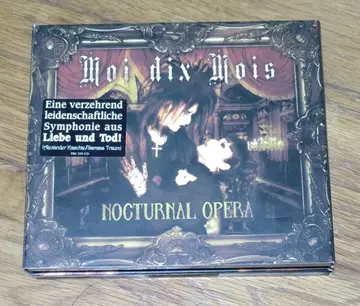 Moi dix Mois
Eine verzehrend
leidenschaftliche
Symphonie aus
Liebe und Tod!
NOCTURNAL OPERA